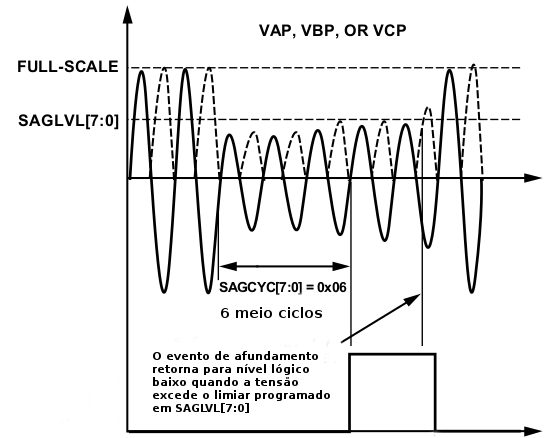 VAP, VBP, OR VCP
FULL-SCALE
SAGLVL[7:0]
SAGCYC[7:0] = 0x06
6 meio ciclos
O evento de afundamento
retorna para nível lógico
baixo quando a tensão
excede o limiar programado
em SAGLVL[7:0]